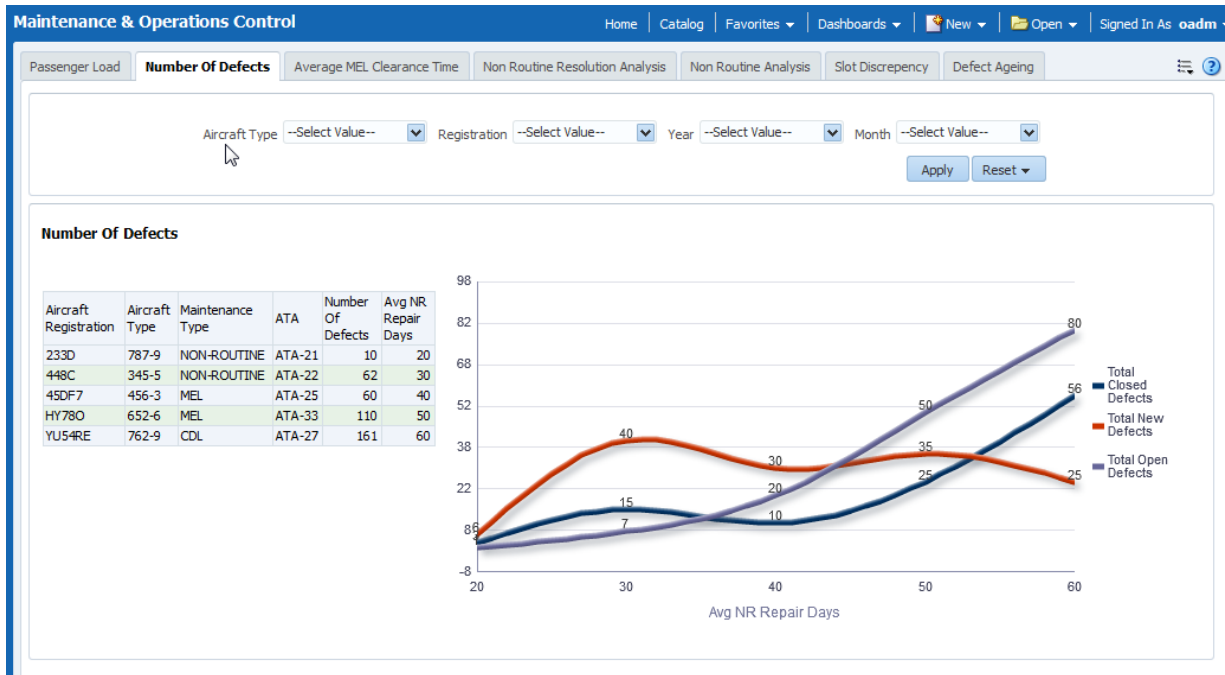 Maintenance & Operations Control
Home Catalog Favorites Dashboards New Open Signed In As oadm
Passenger Load Number Of Defects Average MEL Clearance Time Non Routine Resolution Analysis Non Routine Analysis Slot Discrepency Defect Ageing
Aircraft Type --Select Value-- Registration --Select Value-- Year --Select Value-- Month --Select Value--
Apply Reset
Number Of Defects
Aircraft Registration Aircraft Type Maintenance Type ATA Number Of Defects Avg NR Repair Days
233D 787-9 NON-ROUTINE ATA-21 10 20
448C 345-5 NON-ROUTINE ATA-22 62 30
45DF7 456-3 MEL ATA-25 60 40
HY78O 652-6 MEL ATA-33 110 50
YU54RE 762-9 CDL ATA-27 161 60
98
82
68
52
38
22
8
-8
20 30 40 50 60
Avg NR Repair Days
6
40 30 35 25
15 10 25 56
7 20 50 80
Total Closed Defects
Total New Defects
Total Open Defects